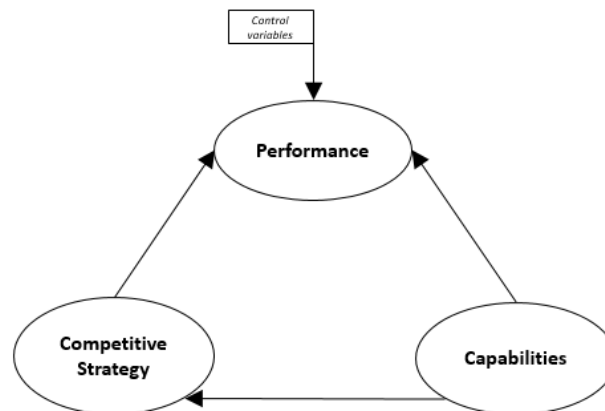 Control
variables
Performance
Competitive
Strategy
Capabilities